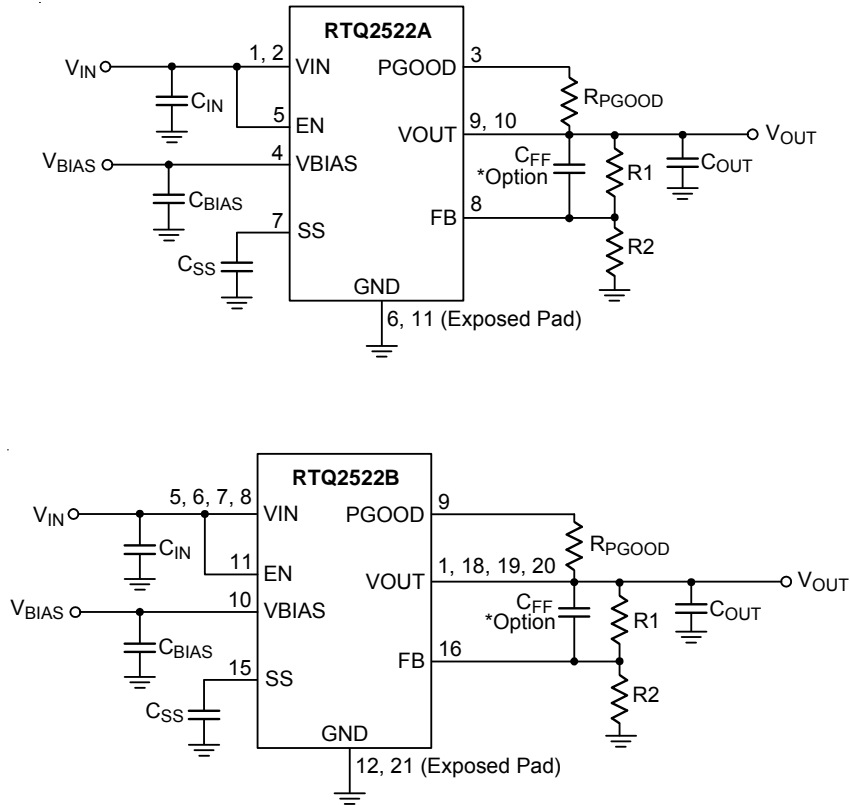 RTQ2522A
VIN
1, 2
VIN
PGOOD
3
RPGOOD
CIN
5
EN
VOUT
9, 10
VOUT
VBIAS
4
VBIAS
CFF
*Option
R1
COUT
CBIAS
7
SS
FB
8
CSS
R2
GND
6, 11 (Exposed Pad)
RTQ2522B
VIN
5, 6, 7, 8
VIN
PGOOD
9
RPGOOD
CIN
11
EN
VOUT
1, 18, 19, 20
VOUT
VBIAS
10
VBIAS
CFF
*Option
R1
COUT
CBIAS
15
SS
FB
16
CSS
R2
GND
12, 21 (Exposed Pad)